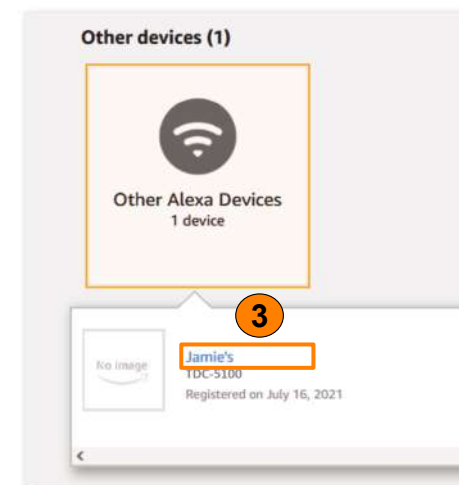 Other devices (1)
Other Alexa Devices
1 device
3
No image
Jamie's
TDC-5100
Registered on July 16, 2021
<